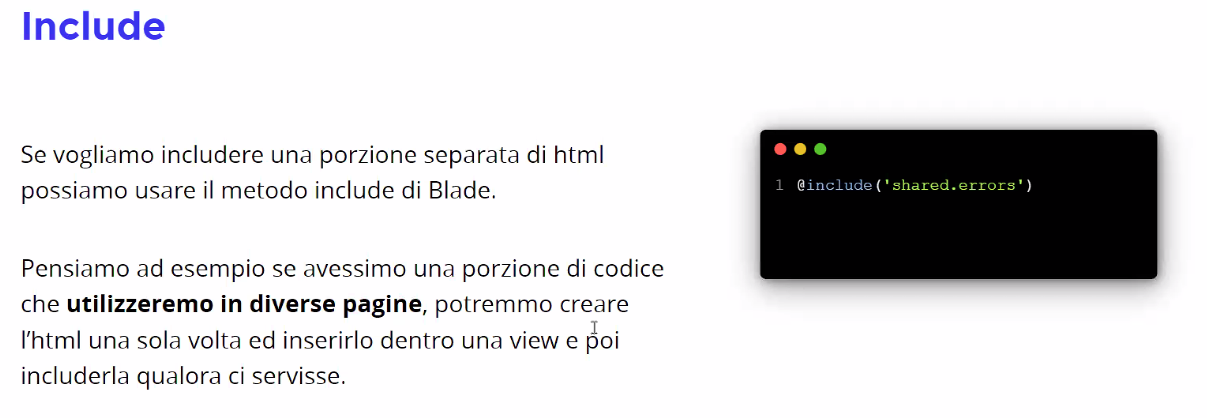 Include
Se vogliamo includere una porzione separata di html
possiamo usare il metodo include di Blade.
Pensiamo ad esempio se avessimo una porzione di codice
che utilizzeremo in diverse pagine, potremmo creare
l’html una sola volta ed inserirlo dentro una view e poi
includerla qualora ci servisse.
1 @include('shared.errors')